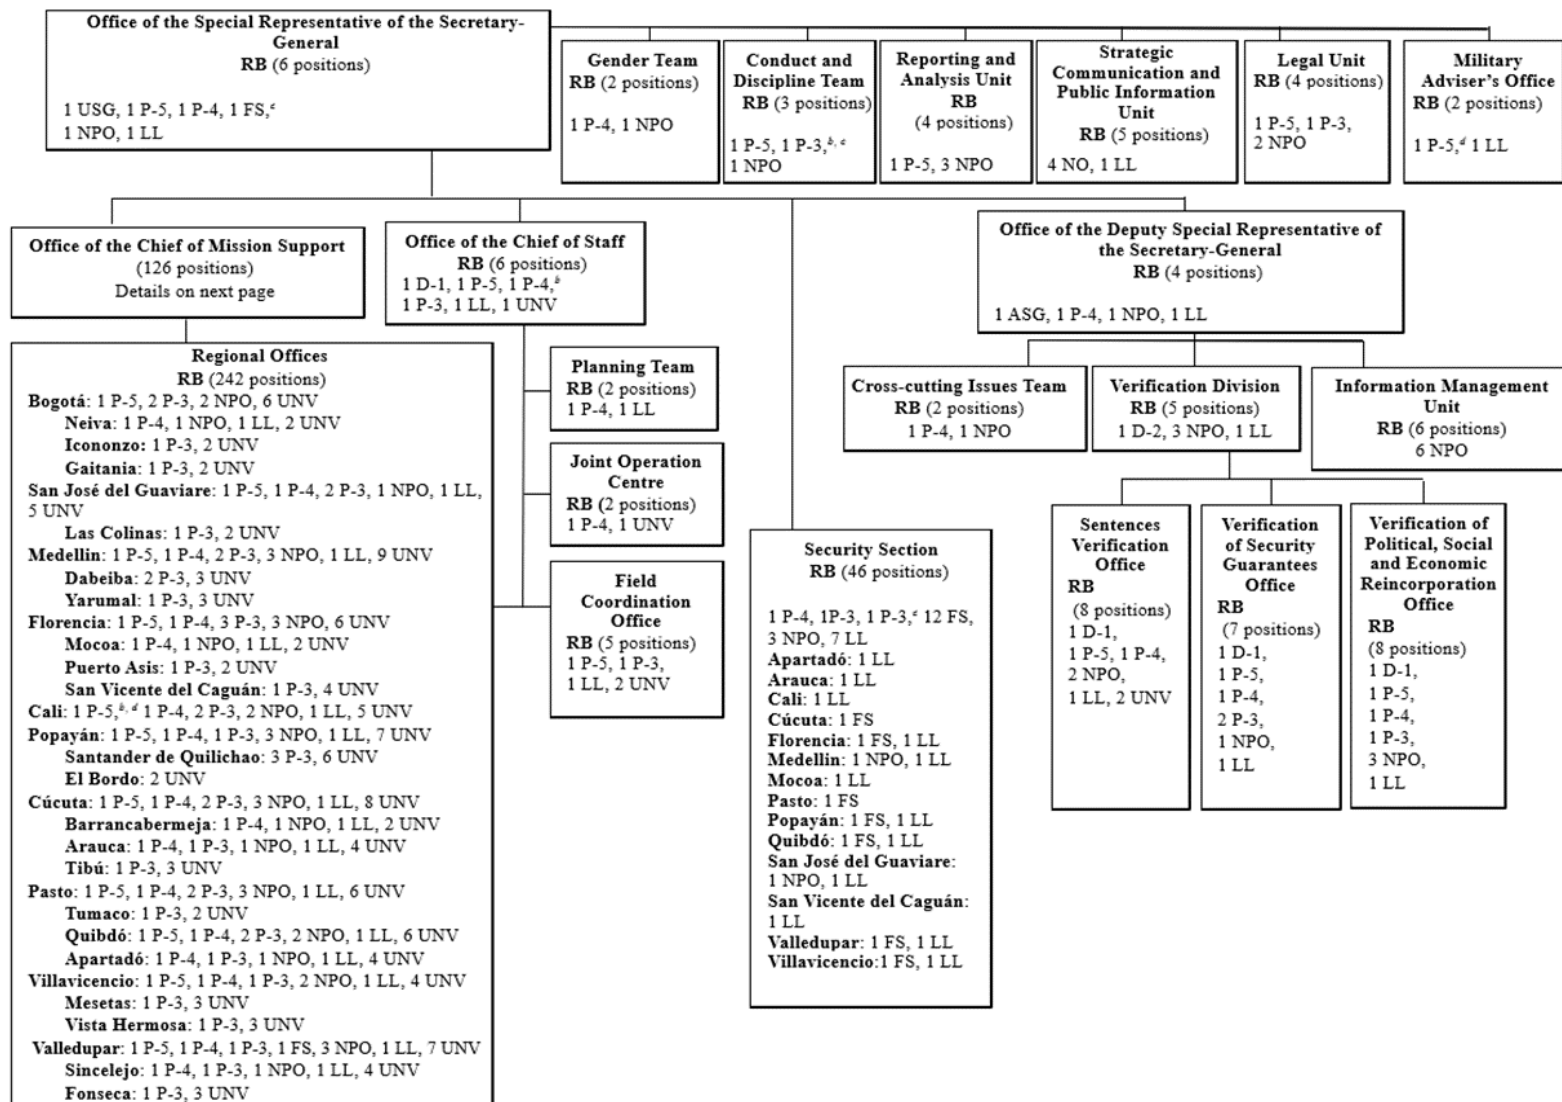 Office of the Special Representative of the Secretary-
General
RB (6 positions)
1 USG, 1 P-5, 1 P-4, 1 FS,c
1 NPO, 1 LL
Gender Team
RB (2 positions)
1 P-4, 1 NPO
Conduct and
Discipline Team
RB (3 positions)
1 P-5, 1 P-3,b, c
1 NPO
Reporting and
Analysis Unit
RB
(4 positions)
1 P-5, 3 NPO
Strategic
Communication and
Public Information
Unit
RB (5 positions)
4 NO, 1 LL
Legal Unit
RB (4 positions)
1 P-5, 1 P-3,
2 NPO
Military
Adviser's Office
RB (2 positions)
1 P-5,d 1 LL
Office of the Chief of Mission Support
(126 positions)
Details on next page
Office of the Chief of Staff
RB (6 positions)
1 D-1, 1 P-5, 1 P-4,b
1 P-3, 1 LL, 1 UNV
Office of the Deputy Special Representative of
the Secretary-General
RB (4 positions)
1 ASG, 1 P-4, 1 NPO, 1 LL
Regional Offices
RB (242 positions)
Bogotá: 1 P-5, 2 P-3, 2 NPO, 6 UNV
Neiva: 1 P-4, 1 NPO, 1 LL, 2 UNV
Icononzo: 1 P-3, 2 UNV
Gaitania: 1 P-3, 2 UNV
San José del Guaviare: 1 P-5, 1 P-4, 2 P-3, 1 NPO, 1 LL,
5 UNV
Las Colinas: 1 P-3, 2 UNV
Medellin: 1 P-5, 1 P-4, 2 P-3, 3 NPO, 1 LL, 9 UNV
Dabeiba: 2 P-3, 3 UNV
Yarumal: 1 P-3, 3 UNV
Florencia: 1 P-5, 1 P-4, 3 P-3, 3 NPO, 6 UNV
Mocoa: 1 P-4, 1 NPO, 1 LL, 2 UNV
Puerto Asis: 1 P-3, 2 UNV
San Vicente del Caguán: 1 P-3, 4 UNV
Cali: 1 P-5,b, d 1 P-4, 2 P-3, 2 NPO, 1 LL, 5 UNV
Popayán: 1 P-5, 1 P-4, 1 P-3, 3 NPO, 1 LL, 7 UNV
Santander de Quilichao: 3 P-3, 6 UNV
El Bordo: 2 UNV
Cúcuta: 1 P-5, 1 P-4, 2 P-3, 3 NPO, 1 LL, 8 UNV
Barrancabermeja: 1 P-4, 1 NPO, 1 LL, 2 UNV
Arauca: 1 P-4, 1 P-3, 1 NPO, 1 LL, 4 UNV
Tibú: 1 P-3, 3 UNV
Pasto: 1 P-5, 1 P-4, 2 P-3, 3 NPO, 1 LL, 6 UNV
Tumaco: 1 P-3, 2 UNV
Quibdó: 1 P-5, 1 P-4, 2 P-3, 2 NPO, 1 LL, 6 UNV
Apartadó: 1 P-4, 1 P-3, 1 NPO, 1 LL, 4 UNV
Villavicencio: 1 P-5, 1 P-4, 1 P-3, 2 NPO, 1 LL, 4 UNV
Mesetas: 1 P-3, 3 UNV
Vista Hermosa: 1 P-3, 3 UNV
Valledupar: 1 P-5, 1 P-4, 1 P-3, 1 FS, 3 NPO, 1 LL, 7 UNV
Sincelejo: 1 P-4, 1 P-3, 1 NPO, 1 LL, 4 UNV
Fonseca: 1 P-3, 3 UNV
Planning Team
RB (2 positions)
1 P-4, 1 LL
Joint Operation
Centre
RB (2 positions)
1 P-4, 1 UNV
Field
Coordination
Office
RB (5 positions)
1 P-5, 1 P-3,
1 LL, 2 UNV
Security Section
RB (46 positions)
1 P-4, 1P-3, 1 P-3,c 12 FS,
3 NPO, 7 LL
Apartadó: 1 LL
Arauca: 1 LL
Cali: 1 LL
Cúcuta: 1 FS
Florencia: 1 FS, 1 LL
Medellin: 1 NPO, 1 LL
Mocoa: 1 LL
Pasto: 1 FS
Popayán: 1 FS, 1 LL
Quibdó: 1 FS, 1 LL
San José del Guaviare:
1 NPO, 1 LL
San Vicente del Caguán:
1 LL
Valledupar: 1 FS, 1 LL
Villavicencio:1 FS, 1 LL
Cross-cutting Issues Team
RB (2 positions)
1 P-4, 1 NPO
Verification Division
RB (5 positions)
1 D-2, 3 NPO, 1 LL
Information Management
Unit
RB (6 positions)
6 NPO
Sentences
Verification
Office
RB
(8 positions)
1 D-1,
1 P-5, 1 P-4,
2 NPO,
1 LL, 2 UNV
Verification
of Security
Guarantees
Office
RB
(7 positions)
1 D-1,
1 P-5,
1 P-4,
2 P-3,
1 NPO,
1 LL
Verification of
Political, Social
and Economic
Reincorporation
Office
RB
(8 positions)
1 D-1,
1 P-5,
1 P-4,
1 P-3,
3 NPO,
1 LL